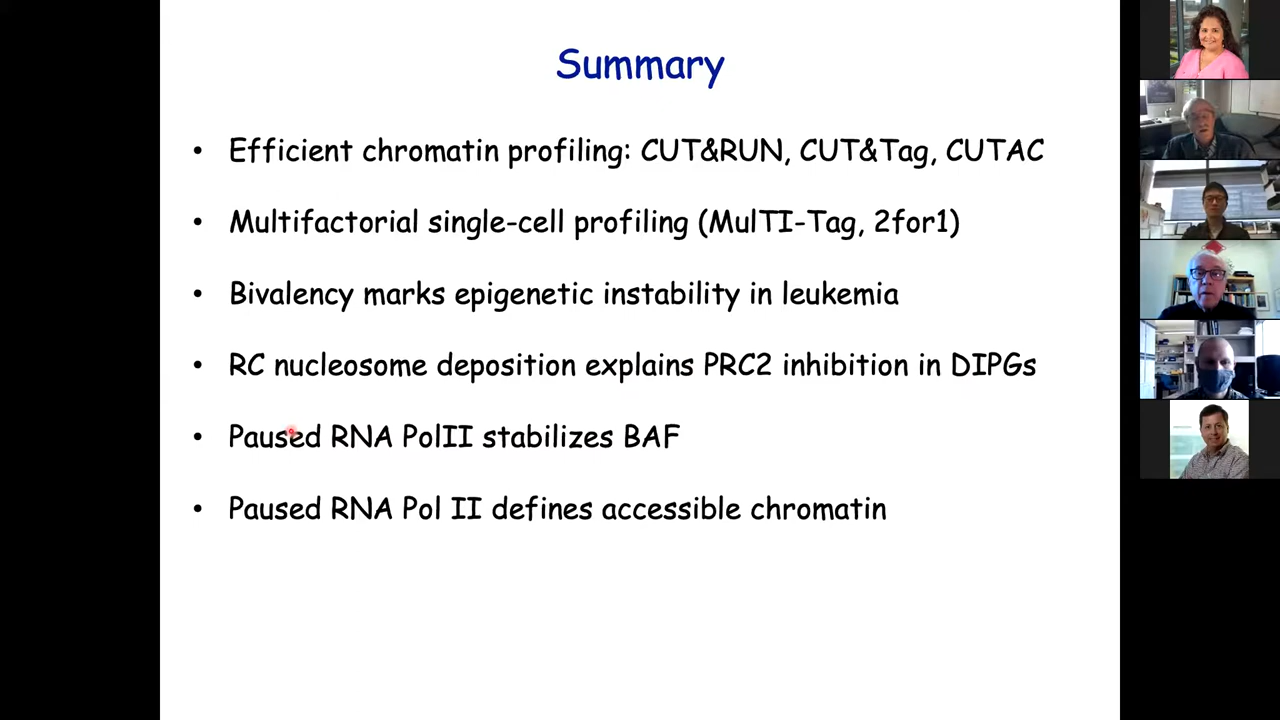 Summary
• Efficient chromatin profiling: CUT&RUN, CUT&Tag, CUTAC
• Multifactorial single-cell profiling (MulTI-Tag, 2for1)
• Bivalency marks epigenetic instability in leukemia
• RC nucleosome deposition explains PRC2 inhibition in DIPGs
• Paused RNA PolII stabilizes BAF
• Paused RNA Pol II defines accessible chromatin